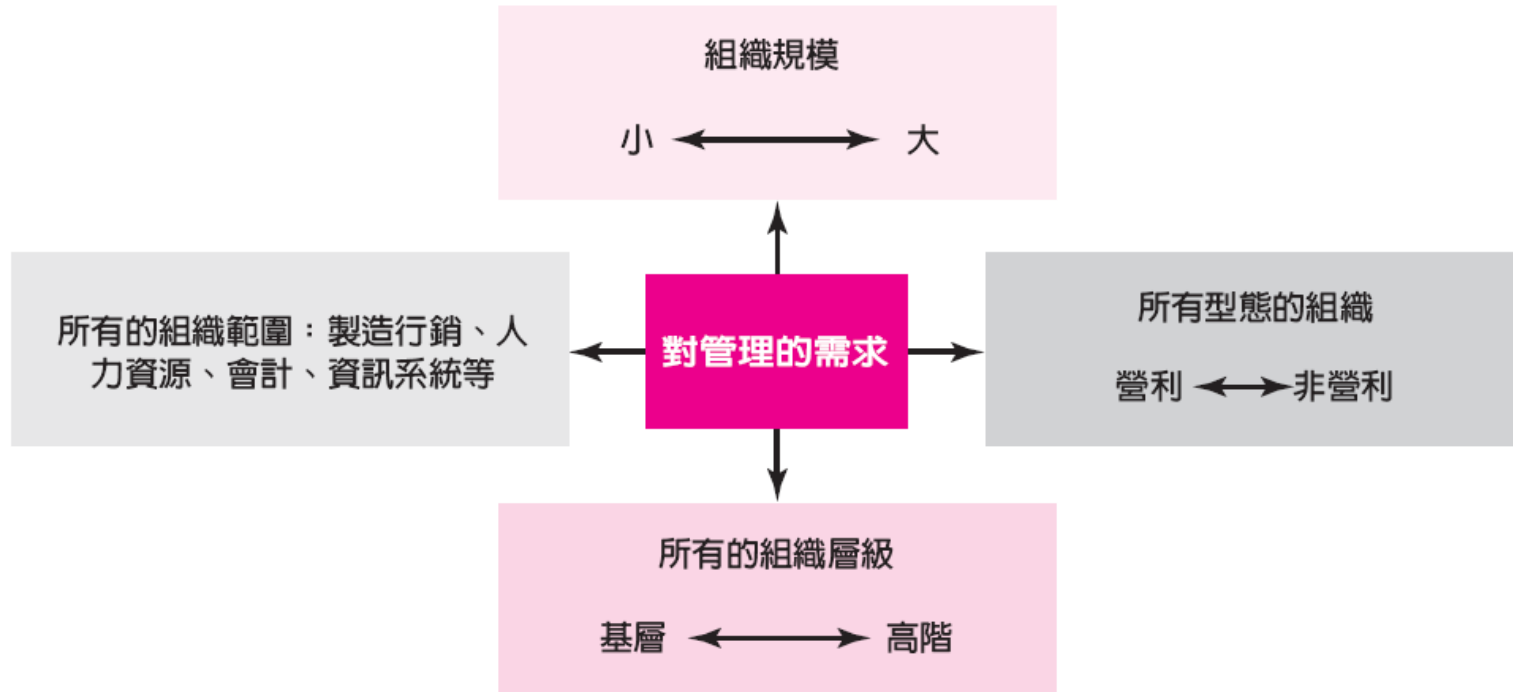 組織規模
小 大
所有的組織範圍：製造行銷、人
力資源、會計、資訊系統等
對管理的需求
所有型態的組織
營利 非營利
所有的組織層級
基層 高階